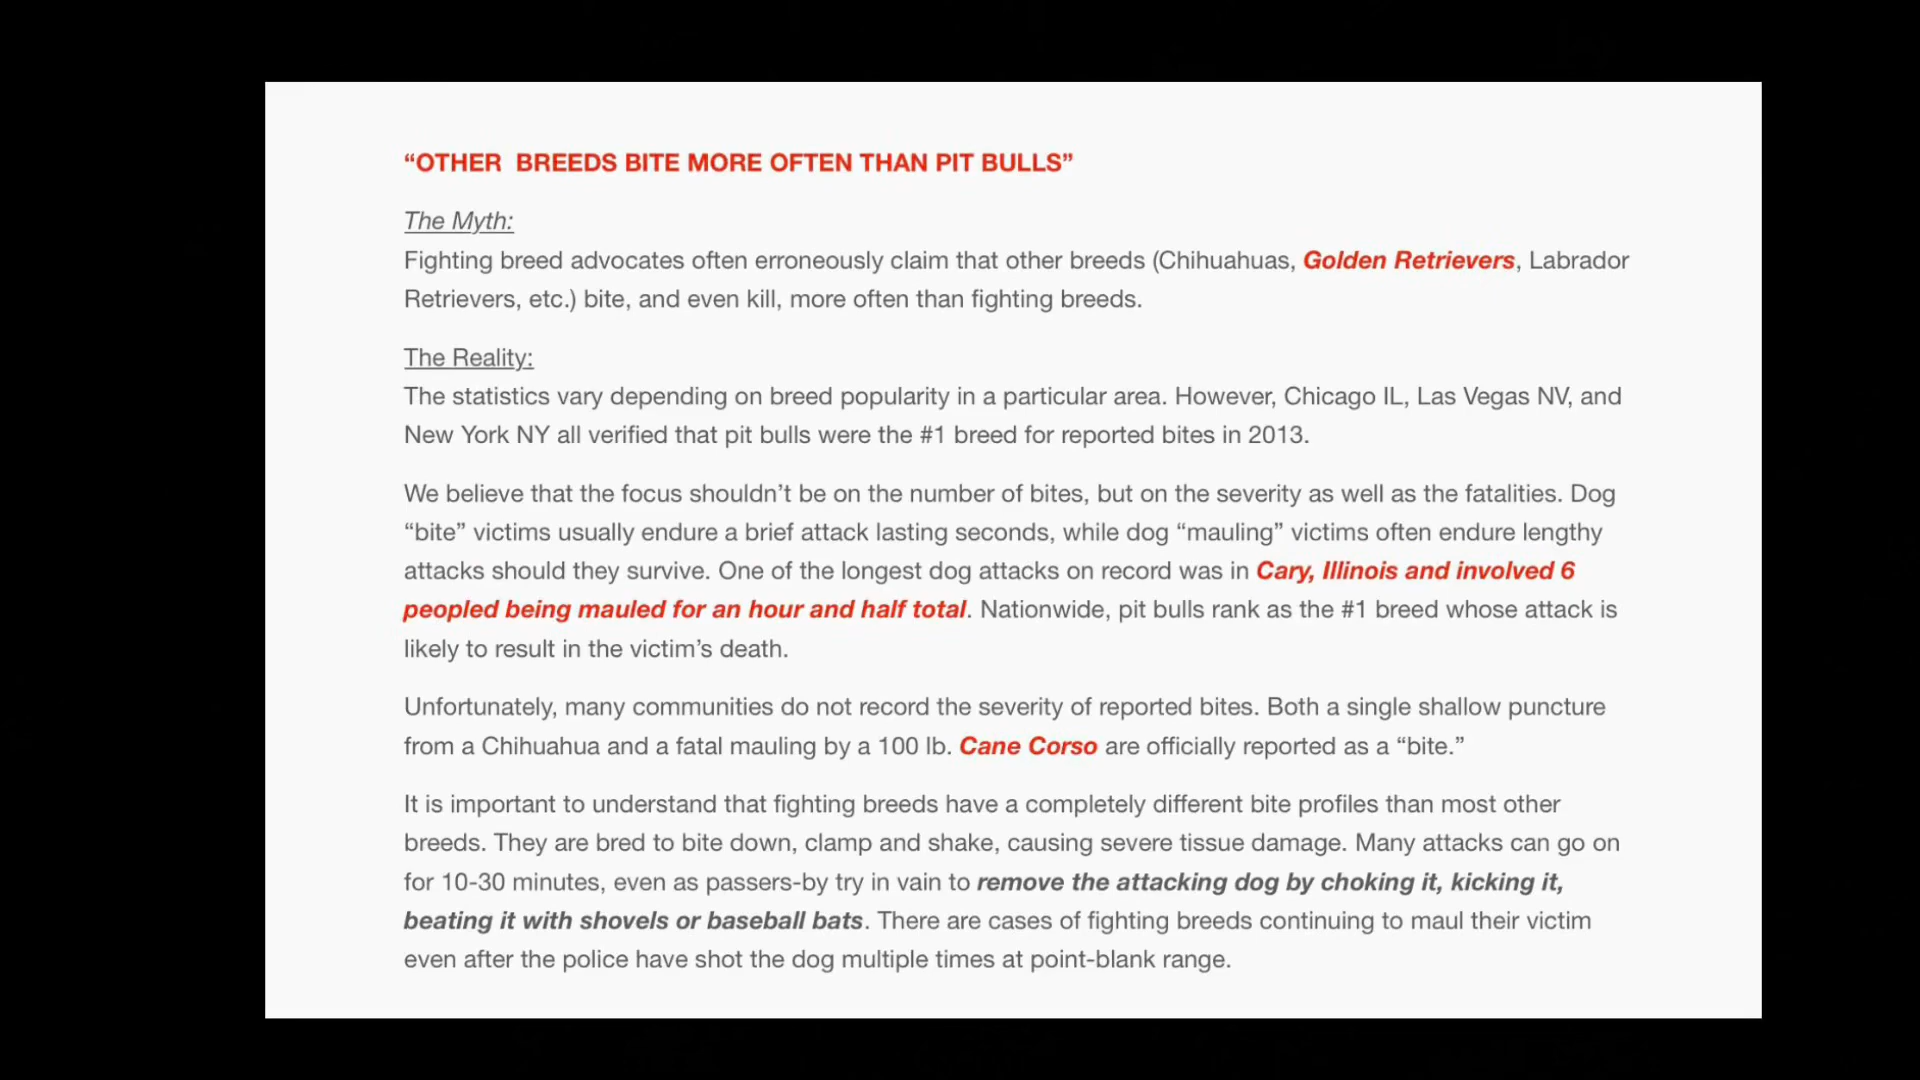 “OTHER  BREEDS BITE MORE OFTEN THAN PIT BULLS”
The Myth:
Fighting breed advocates often erroneously claim that other breeds (Chihuahuas, Golden Retrievers, Labrador
Retrievers, etc.) bite, and even kill, more often than fighting breeds.
The Reality:
The statistics vary depending on breed popularity in a particular area. However, Chicago IL, Las Vegas NV, and
New York NY all verified that pit bulls were the #1 breed for reported bites in 2013.
We believe that the focus shouldn’t be on the number of bites, but on the severity as well as the fatalities. Dog
“bite” victims usually endure a brief attack lasting seconds, while dog “mauling” victims often endure lengthy
attacks should they survive. One of the longest dog attacks on record was in Cary, Illinois and involved 6
peopled being mauled for an hour and half total. Nationwide, pit bulls rank as the #1 breed whose attack is
likely to result in the victim’s death.
Unfortunately, many communities do not record the severity of reported bites. Both a single shallow puncture
from a Chihuahua and a fatal mauling by a 100 lb. Cane Corso are officially reported as a “bite.”
It is important to understand that fighting breeds have a completely different bite profiles than most other
breeds. They are bred to bite down, clamp and shake, causing severe tissue damage. Many attacks can go on
for 10-30 minutes, even as passers-by try in vain to remove the attacking dog by choking it, kicking it,
beating it with shovels or baseball bats. There are cases of fighting breeds continuing to maul their victim
even after the police have shot the dog multiple times at point-blank range.